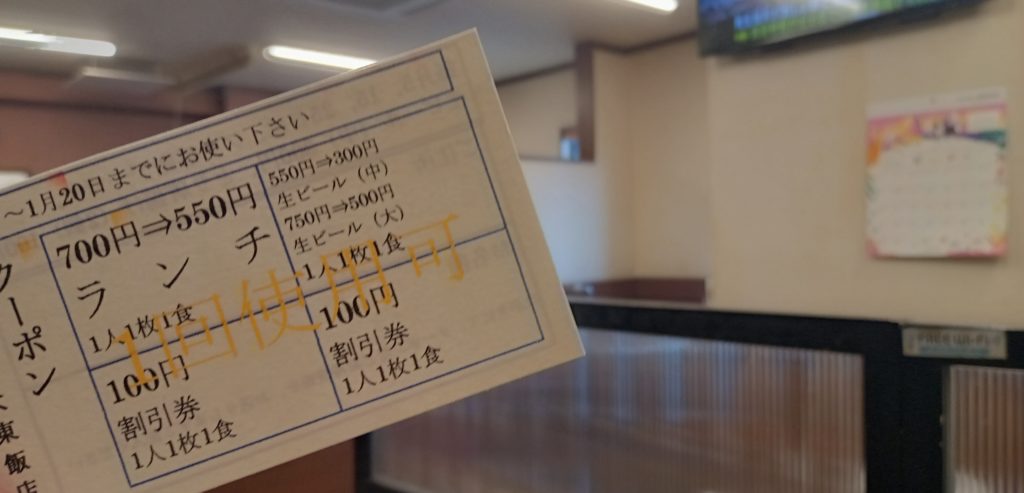 ～1月20日までにお使い下さい
クーポン
東飯店
700円⇒550円
ランチ
1人1枚1食
550円⇒300円
生ビール（中）
750円⇒500円
生ビール（大）
1人1枚1食
1回使用可
100円
割引券
1人1枚1食
100円
割引券
1人1枚1食
FREE Wi-Fi